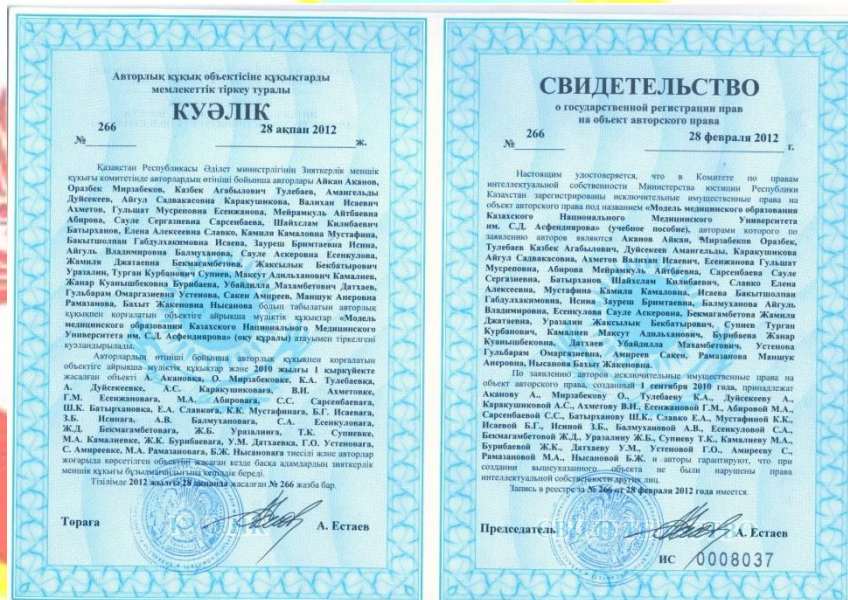 Авторлық құқық объектісіне құқықтарды
мемлекеттік тіркеу туралы
КУӘЛІК
№ 266 28 ақпан 2012 ж.
Қазақстан Республикасы Әділет министрлігінің Зияткерлік меншік
құқығы комитетінде авторлардың өтініші бойынша авторлары Айкан Аканов,
Оразбек Мирзабеков, Казбек Агабылович Тулебаев, Амангельды
Дуйсекеев, Айгул Садвакасовна Каракушикова, Валихан Исаевич
Ахметов, Гульшат Мусреповна Есенжанова, Мейрамкуль Айтбаевна
Абирова, Сауле Сергазиевна Сарсенбаева, Шайхслам Килибаевич
Батырханов, Елена Алексеевна Славко, Камиля Камаловна Мустафина,
Бакытшолпан Габдулхакимовна Исаева, Зауреш Бримтаевна Исина,
Айгуль Владимировна Балмуханова, Сауле Аскеровна Есенкулова,
Жамиля Джатаевна Бекмагамбетова, Жаксылык Бекбатырович
Уразалин, Турган Курбанович Супиев, Максут Адильханович Камалиев,
Жанар Куанышбековна Бурибаева, Убайдилла Махамбетович Датхаев,
Гульбарам Омаргазиевна Устенова, Сакен Амиреев, Маншук Анеровна
Рамазанова, Бахыт Жакеновна Нысанова болып табылатын авторлық
құқықпен қорғалатын объектіге айрықша мүліктік құқықтар «Модель
медицинского образования Казахского Национального Медицинского
Университета им. С.Д. Асфендиярова» (оқу құралы) атауымен тіркелгені
куәландырылады.
Авторлардың өтініші бойынша авторлық құқықпен қорғалатын
объектіге айрықша мүліктік құқықтар және 2010 жылғы 1 қыркүйекте
жасалған объекті А. Акановқа, О. Мирзабековке, К.А. Тулебаевқа,
А. Дуйсекеевке, А.С. Каракушиковаға, В.И. Ахметовке,
Г.М. Есенжановаға, М.А. Абироваға, С.С. Сарсенбаеваға,
Ш.К. Батырхановқа, Е.А. Славкоға, К.К. Мустафинаға, Б.Г. Исаеваға,
З.Б. Исинаға, А.В. Балмухановаға, С.А. Есенкуловаға,
Ж.Д. Бекмагамбетоваға, Ж.Б. Уразалинға, Т.К. Супиевке,
М.А. Камалиевке, Ж.К. Бурибаеваға, У.М. Датхаевқа, Г.О. Устеноваға,
С. Амиреевке, М.А. Рамазановаға, Б.Ж. Нысановаға тиесілі және авторлар
жоғарыда көрсетілген объектіні жасаған кезде басқа адамдардың зияткерлік
меншік құқығы бұзылмағандығына кепілдік береді.
Тізілімде 2012 жылғы 28 ақпанда жасалған № 266 жазба бар.
Төраға А. Естаев
СВИДЕТЕЛЬСТВО
о государственной регистрации прав
на объект авторского права
№ 266 28 февраля 2012 г.
Настоящим удостоверяется, что в Комитете по правам
интеллектуальной собственности Министерства юстиции Республики
Казахстан зарегистрированы исключительные имущественные права на
объект авторского права под названием «Модель медицинского образования
Казахского Национального Медицинского Университета
им. С.Д. Асфендиярова» (учебное пособие), авторами которого по
заявлению авторов являются Аканов Айкан, Мирзабеков Оразбек,
Тулебаев Казбек Агабылович, Дуйсекеев Амангельды, Каракушикова
Айгул Садвакасовна, Ахметов Валихан Исаевич, Есенжанова Гульшат
Мусреповна, Абирова Мейрамкуль Айтбаевна, Сарсенбаева Сауле
Сергазиевна, Батырханов Шайхслам Килибаевич, Славко Елена
Алексеевна, Мустафина Камиля Камаловна, Исаева Бакытшолпан
Габдулхакимовна, Исина Зауреш Бримтаевна, Балмуханова Айгуль
Владимировна, Есенкулова Сауле Аскеровна, Бекмагамбетова Жамиля
Джатаевна, Уразалин Жаксылык Бекбатырович, Супиев Турган
Курбанович, Камалиев Максут Адильханович, Бурибаева Жанар
Куанышбековна, Датхаев Убайдилла Махамбетович, Устенова
Гульбарам Омаргазиевна, Амиреев Сакен, Рамазанова Маншук
Анеровна, Нысанова Бахыт Жакеновна.
По заявлению авторов исключительные имущественные права на
объект авторского права, созданный 1 сентября 2010 года, принадлежат
Аканову А., Мирзабекову О., Тулебаеву К.А., Дуйсекееву А.,
Каракушиковой А.С., Ахметову В.И., Есенжановой Г.М., Абировой М.А.,
Сарсенбаевой С.С., Батырханову Ш.К., Славко Е.А., Мустафиной К.К.,
Исаевой Б.Г., Исиной З.Б., Балмухановой А.В., Есенкуловой С.А.,
Бекмагамбетовой Ж.Д., Уразалину Ж.Б., Супиеву Т.К., Камалиеву М.А.,
Бурибаевой Ж.К., Датхаеву У.М., Устеновой Г.О., Амирееву С.,
Рамазановой М.А., Нысановой Б.Ж. и авторы гарантируют, что при
создании вышеуказанного объекта не были нарушены права
интеллектуальной собственности других лиц.
Запись в реестре за № 266 от 28 февраля 2012 года имеется.
Председатель А. Естаев
ИС 0008037